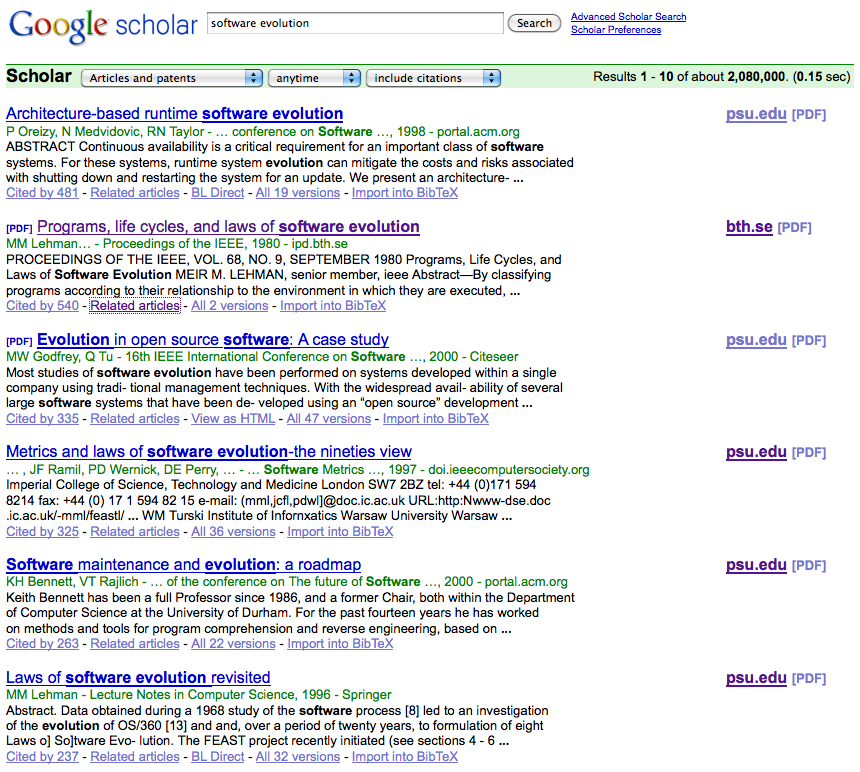 Google scholar software evolution Search Advanced Scholar Search
Scholar Preferences
Scholar Articles and patents anytime include citations Results 1 - 10 of about 2,080,000. (0.15 sec)
Architecture-based runtime software evolution psu.edu [PDF]
P Oreizy, N Medvidovic, RN Taylor - … conference on Software …, 1998 - portal.acm.org
ABSTRACT Continuous availability is a critical requirement for an important class of software
systems. For these systems, runtime system evolution can mitigate the costs and risks associated
with shutting down and restarting the system for an update. We present an architecture- ...
Cited by 481 - Related articles - BL Direct - All 19 versions - Import into BibTeX
[PDF] Programs, life cycles, and laws of software evolution bth.se [PDF]
MM Lehman… - Proceedings of the IEEE, 1980 - ipd.bth.se
PROCEEDINGS OF THE IEEE, VOL. 68, NO. 9, SEPTEMBER 1980 Programs, Life Cycles, and
Laws of Software Evolution MEIR M. LEHMAN, senior member, ieee Abstract—By classifying
programs according to their relationship to the environment in which they are executed, ...
Cited by 540 - Related articles - All 2 versions - Import into BibTeX
[PDF] Evolution in open source software: A case study psu.edu [PDF]
MW Godfrey, Q Tu - 16th IEEE International Conference on Software …, 2000 - Citeseer
Most studies of software evolution have been performed on systems developed within a single
company using tradi- tional management techniques. With the widespread avail- ability of several
large software systems that have been de- veloped using an “open source” development ...
Cited by 335 - Related articles - View as HTML - All 47 versions - Import into BibTeX
Metrics and laws of software evolution-the nineties view psu.edu [PDF]
… , JF Ramil, PD Wernick, DE Perry, … - … Software Metrics …, 1997 - doi.ieeecomputersociety.org
Imperial College of Science, Technology and Medicine London SW7 2BZ tel: +44 (0)171 594
8214 fax: +44 (0) 17 1 594 82 15 e-mail: (mml,jcfl,pdwl]@doc.ic.ac.uk URL:http:Nwww-dse.doc
.ic.ac.uk/-mml/feastl/ ... WM Turski Institute of Infornxatics Warsaw University Warsaw ...
Cited by 325 - Related articles - All 36 versions - Import into BibTeX
Software maintenance and evolution: a roadmap psu.edu [PDF]
KH Bennett, VT Rajlich - … of the conference on The future of Software …, 2000 - portal.acm.org
Keith Bennett has been a full Professor since 1986, and a former Chair, both within the Department
of Computer Science at the University of Durham. For the past fourteen years he has worked
on methods and tools for program comprehension and reverse engineering, based on ...
Cited by 263 - Related articles - All 22 versions - Import into BibTeX
Laws of software evolution revisited psu.edu [PDF]
MM Lehman - Lecture Notes in Computer Science, 1996 - Springer
Abstract. Data obtained during a 1968 study of the software process [8] led to an investigation
of the evolution of OS/360 [13] and and, over a period of twenty years, to formulation of eight
Laws o] So]tware Evo- lution. The FEAST project recently initiated (see sections 4 - 6 ...
Cited by 237 - Related articles - BL Direct - All 32 versions - Import into BibTeX